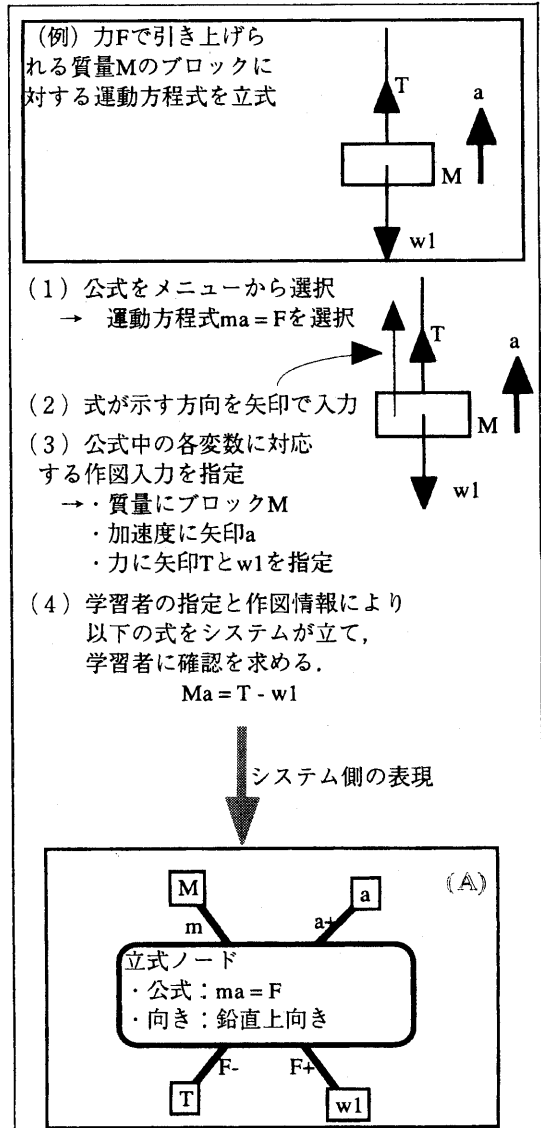 （例）力Fで引き上げら
れる質量Mのブロックに
対する運動方程式を立式
T
a
M
w1
（1）公式をメニューから選択
→ 運動方程式ma = Fを選択
T
a
（2）式が示す方向を矢印で入力
M
（3）公式中の各変数に対応
する作図入力を指定
w1
→・質量にブロックM
・加速度に矢印a
・力に矢印Tとw1を指定
（4）学習者の指定と作図情報により
以下の式をシステムが立て，
学習者に確認を求める．
Ma = T - w1
システム側の表現
(A)
M
a
m
a+
立式ノード
・公式：ma = F
・向き：鉛直上向き
F-
F+
T
w1